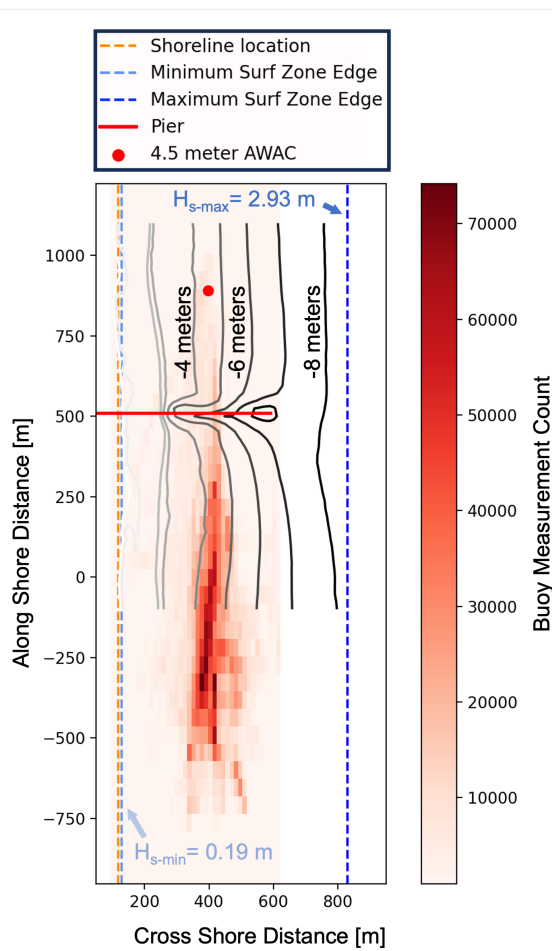 Shoreline location
Minimum Surf Zone Edge
Maximum Surf Zone Edge
Pier
4.5 meter AWAC
Hs-max= 2.93 m
-4 meters
-6 meters
-8 meters
Hs-min= 0.19 m
1000
750
500
250
0
−250
−500
−750
Along Shore Distance [m]
200
400
600
800
Cross Shore Distance [m]
70000
60000
50000
40000
30000
20000
10000
Buoy Measurement Count